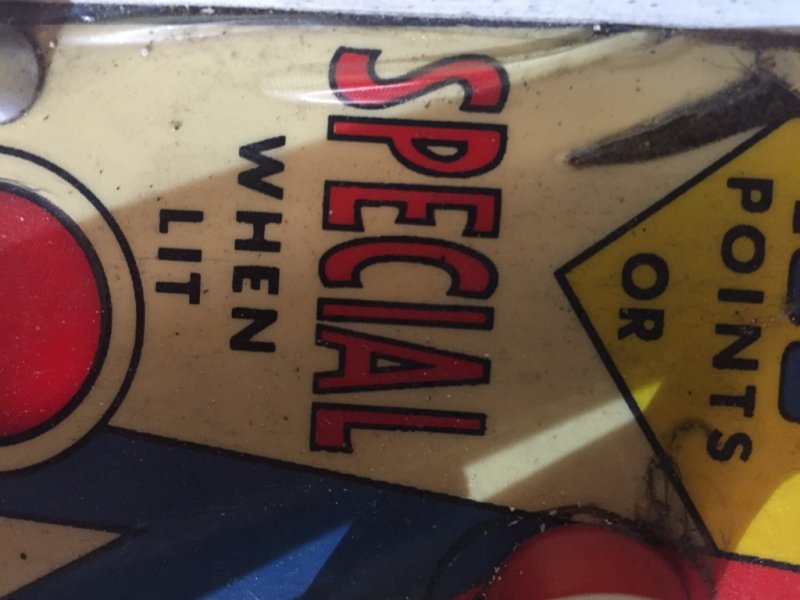 POINTS
OR
SPECIAL
WHEN
LIT